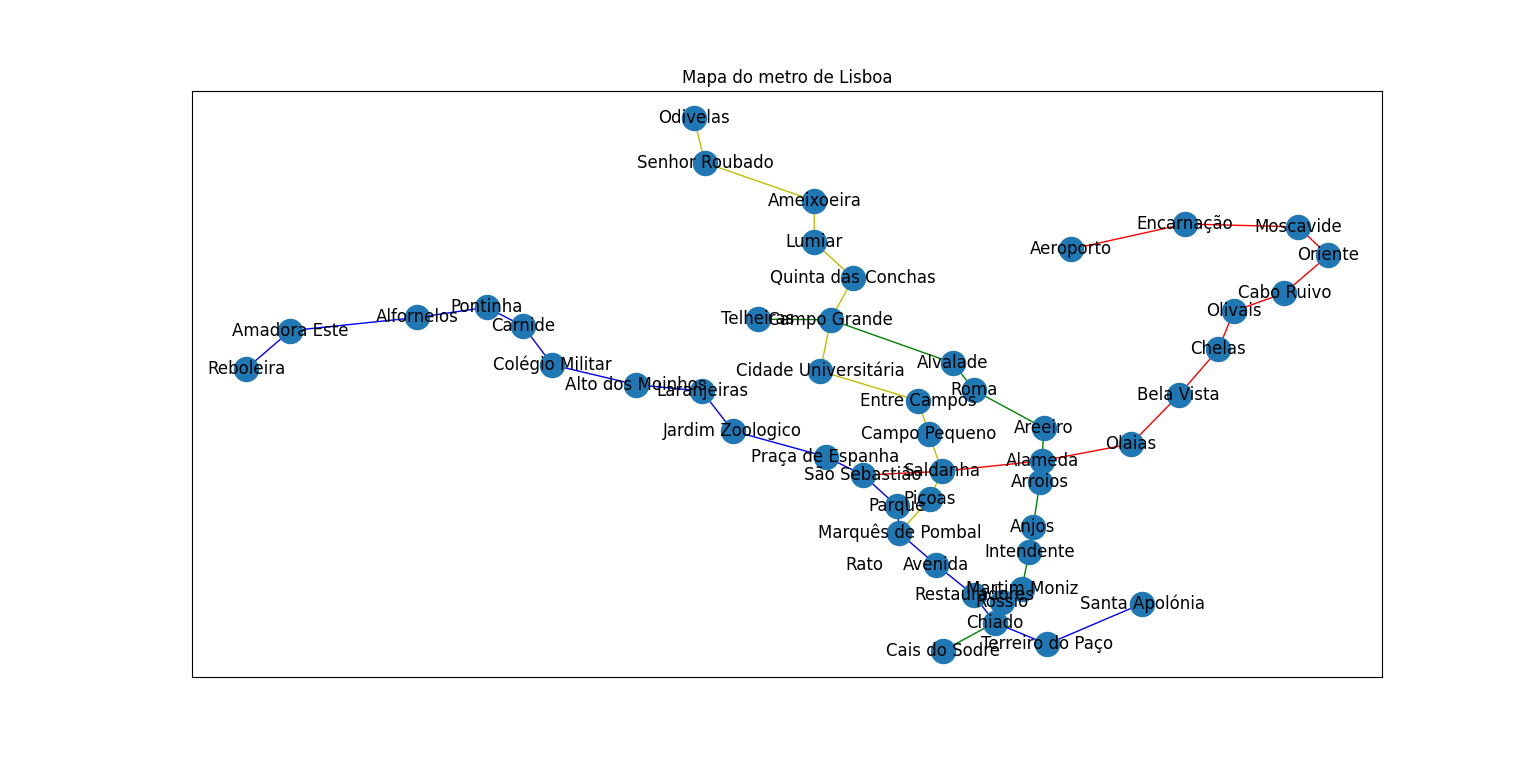 Mapa do metro de Lisboa
Odivelas
Senhor Roubado
Ameixoeira
Encarnação
Moscavide
Lumiar
Aeroporto
Oriente
Quinta das Conchas
Cabo Ruivo
Pontinha
Olivais
Alfornelos
Telheiras
Campo Grande
Carnide
Amadora Este
Chelas
Alvalade
Colégio Militar
Reboleira
Cidade Universitária
Alto dos Moinhos
Laranjeiras
Roma
Bela Vista
Entre Campos
Areeiro
Jardim Zoologico
Campo Pequeno
Olaias
Praça de Espanha
Alameda
Saldanha
São Sebastião
Arroios
Picoas
Parque
Anjos
Marquês de Pombal
Intendente
Rato
Avenida
Martim Moniz
Restauradores
Rossio
Santa Apolónia
Chiado
Terreiro do Paço
Cais do Sodré